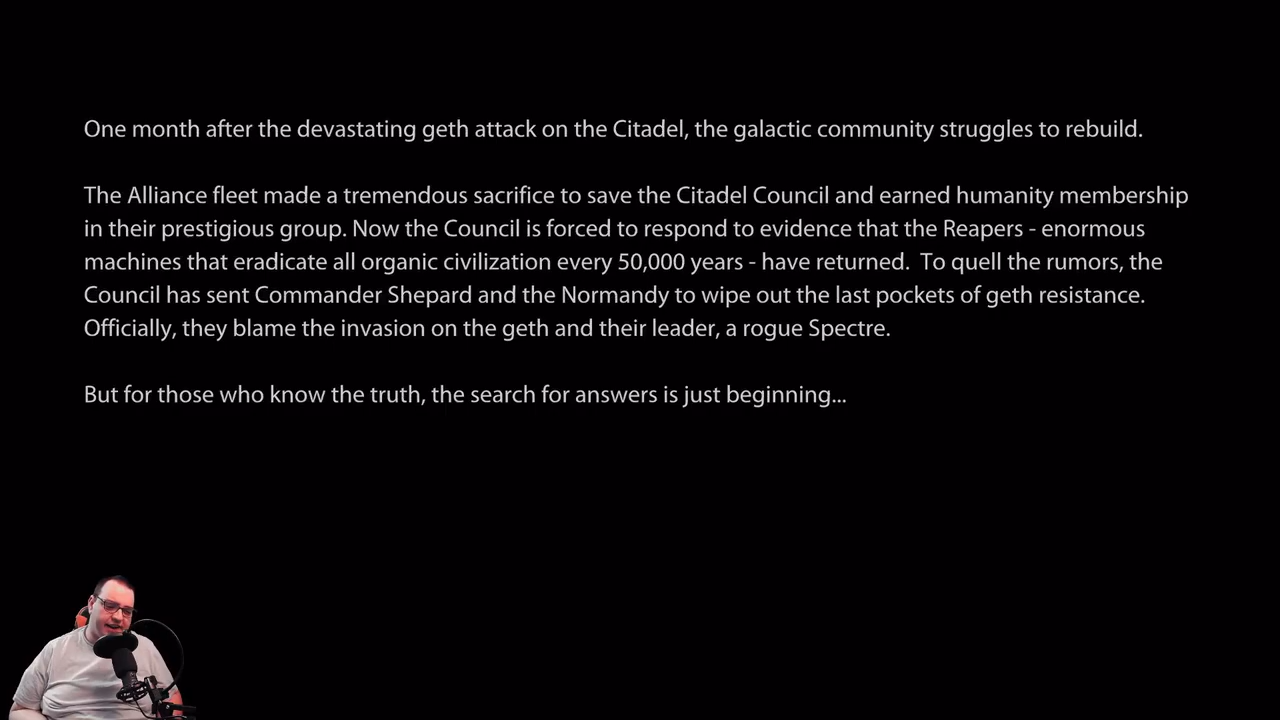 One month after the devastating geth attack on the Citadel, the galactic community struggles to rebuild.
The Alliance fleet made a tremendous sacrifice to save the Citadel Council and earned humanity membership
in their prestigious group. Now the Council is forced to respond to evidence that the Reapers - enormous
machines that eradicate all organic civilization every 50,000 years - have returned.  To quell the rumors, the
Council has sent Commander Shepard and the Normandy to wipe out the last pockets of geth resistance.
Officially, they blame the invasion on the geth and their leader, a rogue Spectre.
But for those who know the truth, the search for answers is just beginning...